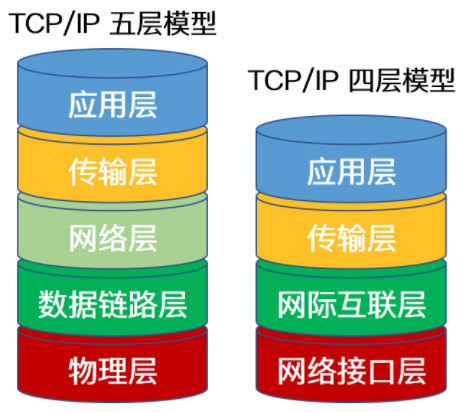 TCP/IP 五层模型
应用层
传输层
网络层
数据链路层
物理层
TCP/IP 四层模型
应用层
传输层
网际互联层
网络接口层